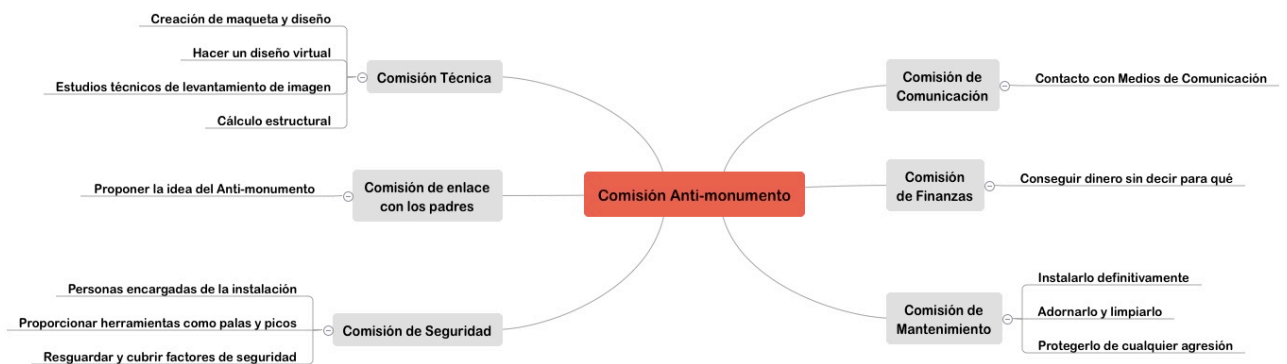 Creación de maqueta y diseño
Hacer un diseño virtual
Estudios técnicos de levantamiento de imagen
Cálculo estructural
Comisión Técnica
Proponer la idea del Anti-monumento
Comisión de enlace
con los padres
Personas encargadas de la instalación
Proporcionar herramientas como palas y picos
Resguardar y cubrir factores de seguridad
Comisión de Seguridad
Comisión Anti-monumento
Comisión de
Comunicación
Contacto con Medios de Comunicación
Comisión
de Finanzas
Conseguir dinero sin decir para qué
Comisión de
Mantenimiento
Instalarlo definitivamente
Adornarlo y limpiarlo
Protegerlo de cualquier agresión